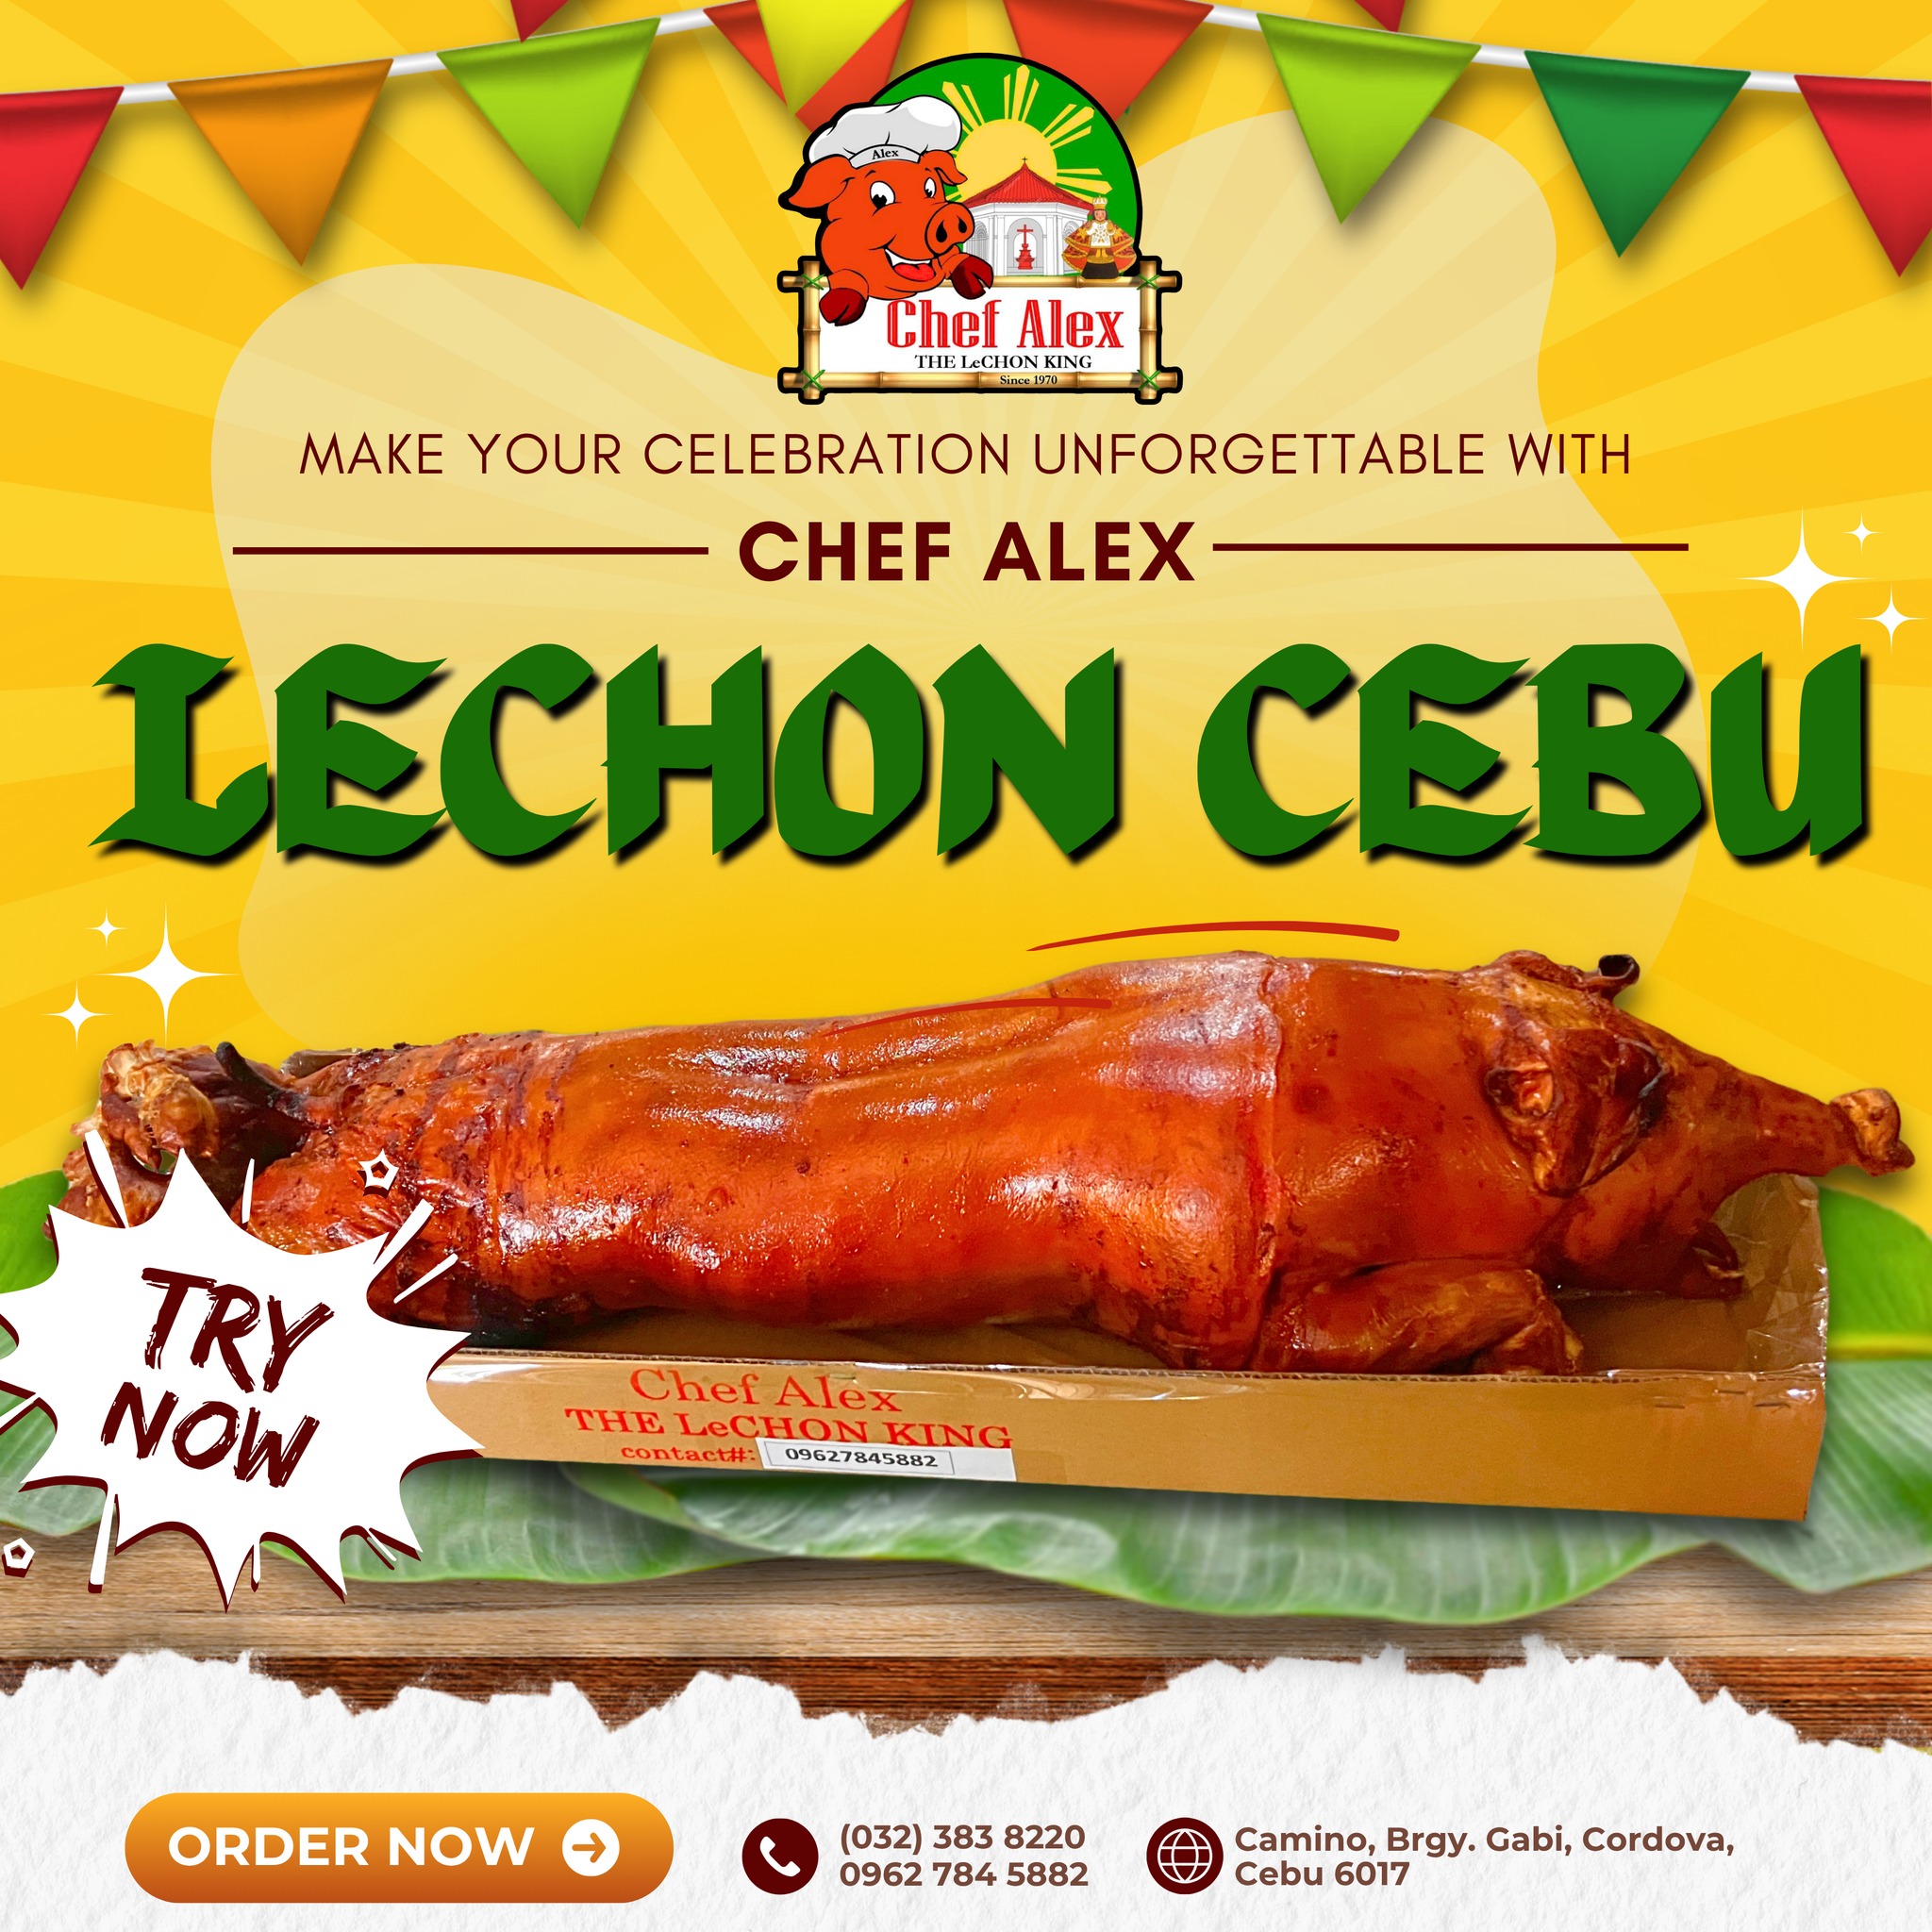 Alex
Chef Alex
THE LeCHON KING
Since 1970
MAKE YOUR CELEBRATION UNFORGETTABLE WITH
CHEF ALEX
LECHON CEBU
TRY
NOW
Chef Alex
THE LeCHON KING
contact#: 09627845882
ORDER NOW
(032) 383 8220
0962 784 5882
Camino, Brgy. Gabi, Cordova,
Cebu 6017